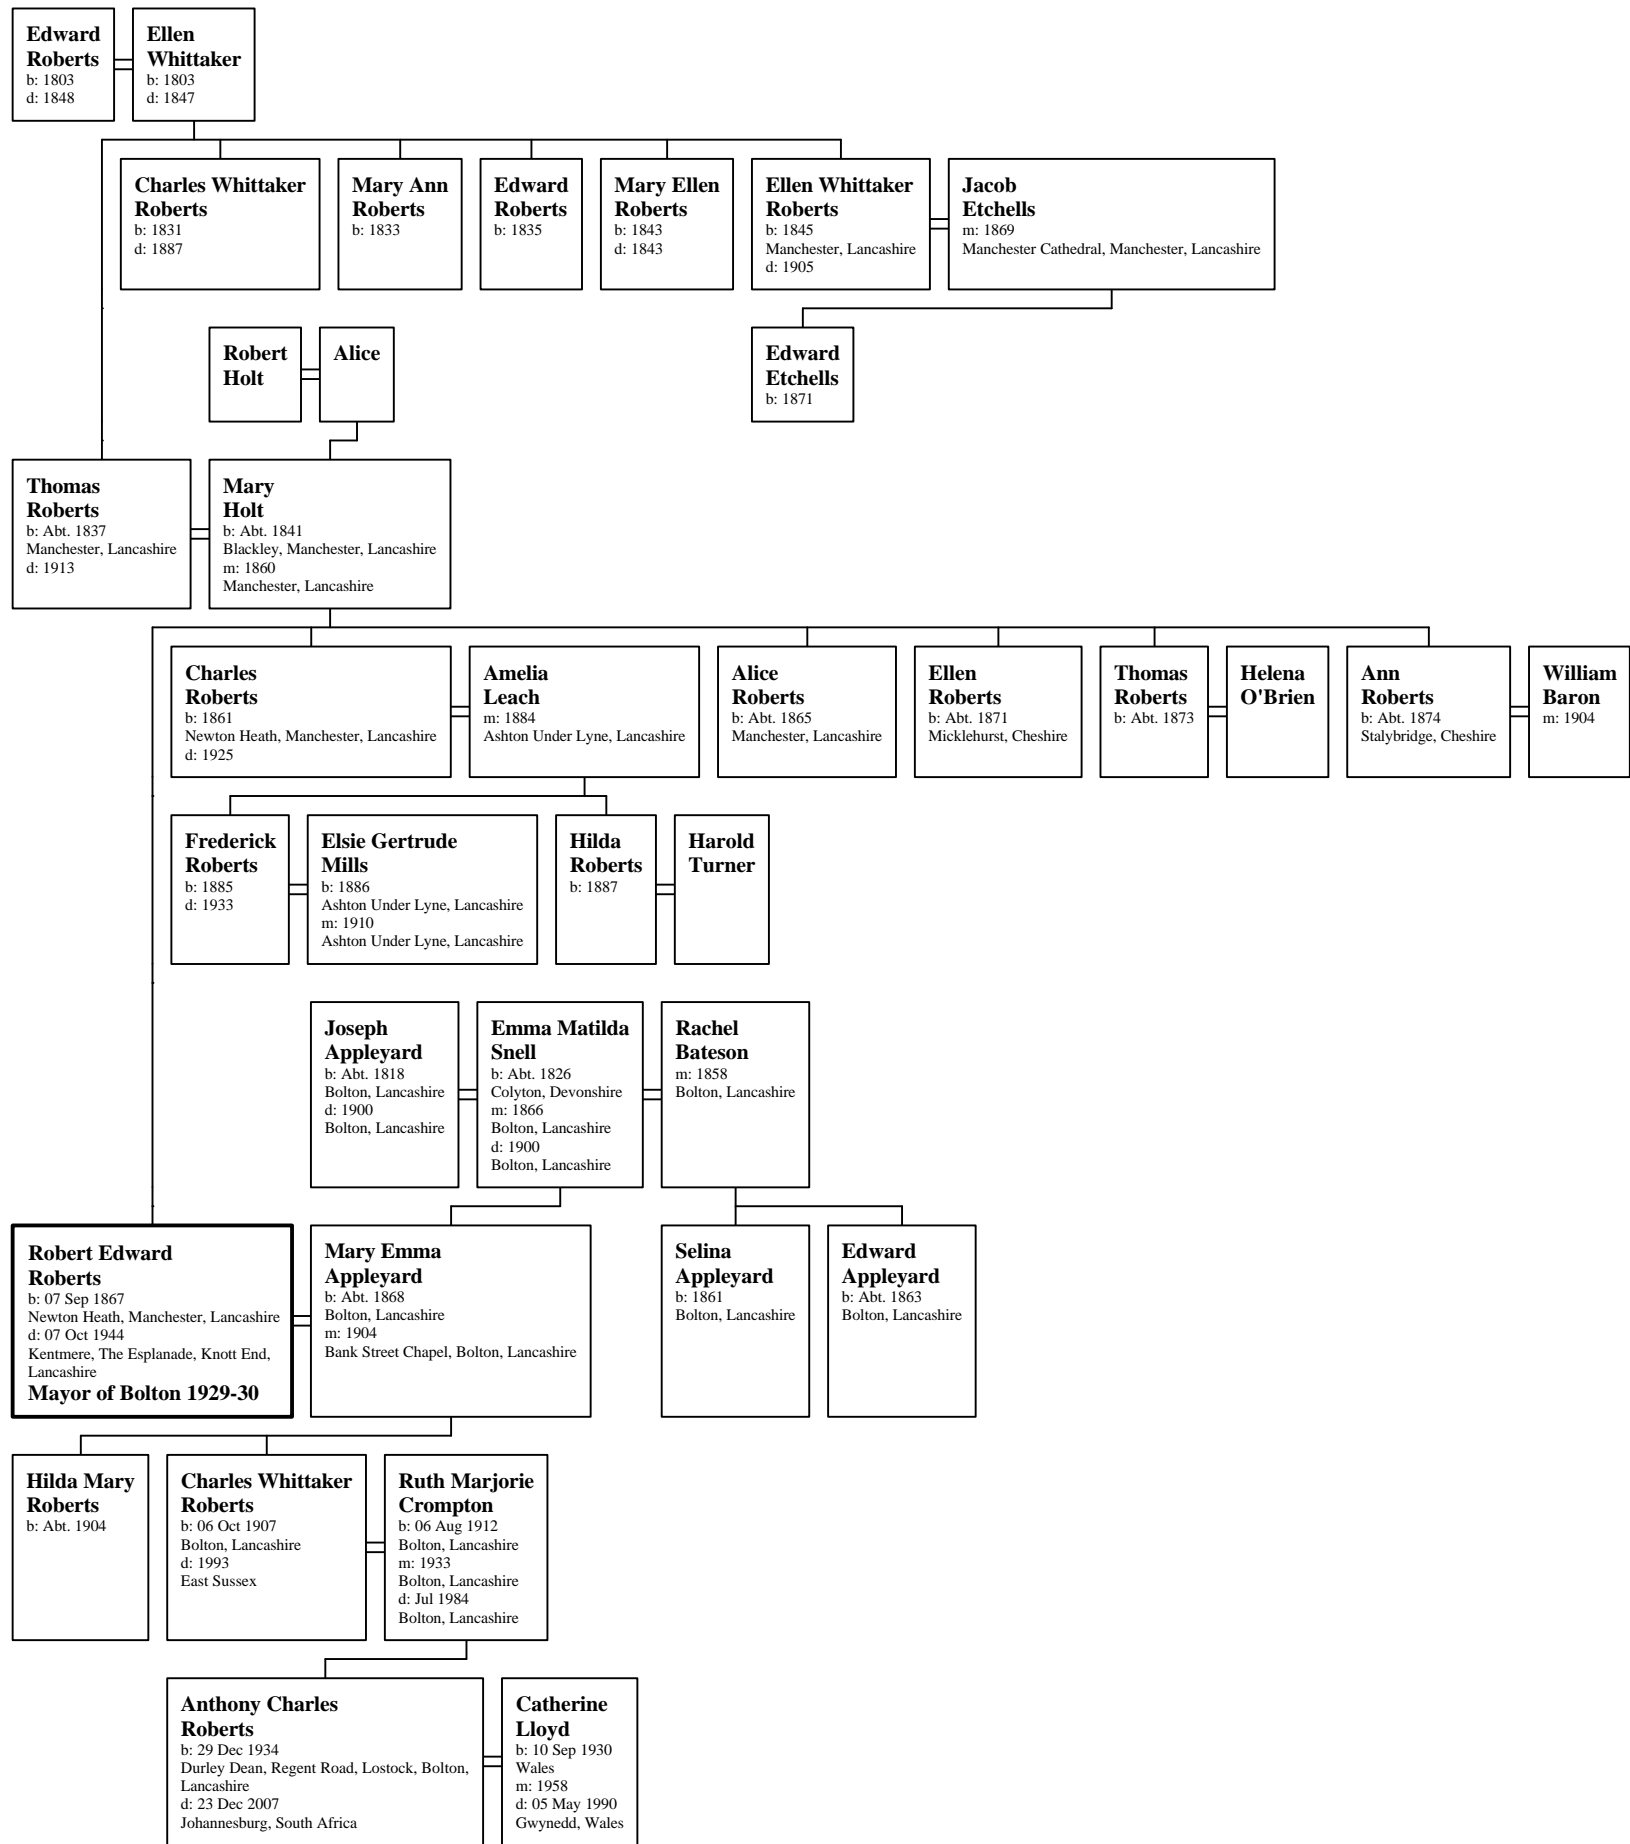 Edward
Roberts
b: 1803
d: 1848
Ellen
Whittaker
b: 1803
d: 1847
Charles Whittaker
Roberts
b: 1831
d: 1887
Mary Ann
Roberts
b: 1833
Edward
Roberts
b: 1835
Mary Ellen
Roberts
b: 1843
d: 1843
Ellen Whittaker
Roberts
b: 1845
Manchester, Lancashire
d: 1905
Jacob
Etchells
m: 1869
Manchester Cathedral, Manchester, Lancashire
Robert
Holt
Alice
Edward
Etchells
b: 1871
Thomas
Roberts
b: Abt. 1837
Manchester, Lancashire
d: 1913
Mary
Holt
b: Abt. 1841
Blackley, Manchester, Lancashire
m: 1860
Manchester, Lancashire
Charles
Roberts
b: 1861
Newton Heath, Manchester, Lancashire
d: 1925
Amelia
Leach
m: 1884
Ashton Under Lyne, Lancashire
Alice
Roberts
b: Abt. 1865
Manchester, Lancashire
Ellen
Roberts
b: Abt. 1871
Micklehurst, Cheshire
Thomas
Roberts
b: Abt. 1873
Helena
O'Brien
Ann
Roberts
b: Abt. 1874
Stalybridge, Cheshire
William
Baron
m: 1904
Frederick
Roberts
b: 1885
d: 1933
Elsie Gertrude
Mills
b: 1886
Ashton Under Lyne, Lancashire
m: 1910
Ashton Under Lyne, Lancashire
Hilda
Roberts
b: 1887
Harold
Turner
Joseph
Appleyard
b: Abt. 1818
Bolton, Lancashire
d: 1900
Bolton, Lancashire
Emma Matilda
Snell
b: Abt. 1826
Colyton, Devonshire
m: 1866
Bolton, Lancashire
d: 1900
Bolton, Lancashire
Rachel
Bateson
m: 1858
Bolton, Lancashire
Robert Edward
Roberts
b: 07 Sep 1867
Newton Heath, Manchester, Lancashire
d: 07 Oct 1944
Kentmere, The Esplanade, Knott End,
Lancashire
Mayor of Bolton 1929-30
Mary Emma
Appleyard
b: Abt. 1868
Bolton, Lancashire
m: 1904
Bank Street Chapel, Bolton, Lancashire
Selina
Appleyard
b: 1861
Bolton, Lancashire
Edward
Appleyard
b: Abt. 1863
Bolton, Lancashire
Hilda Mary
Roberts
b: Abt. 1904
Charles Whittaker
Roberts
b: 06 Oct 1907
Bolton, Lancashire
d: 1993
East Sussex
Ruth Marjorie
Crompton
b: 06 Aug 1912
Bolton, Lancashire
m: 1933
Bolton, Lancashire
d: Jul 1984
Bolton, Lancashire
Anthony Charles
Roberts
b: 29 Dec 1934
Durley Dean, Regent Road, Lostock, Bolton,
Lancashire
d: 23 Dec 2007
Johannesburg, South Africa
Catherine
Lloyd
b: 10 Sep 1930
Wales
m: 1958
d: 05 May 1990
Gwynedd, Wales